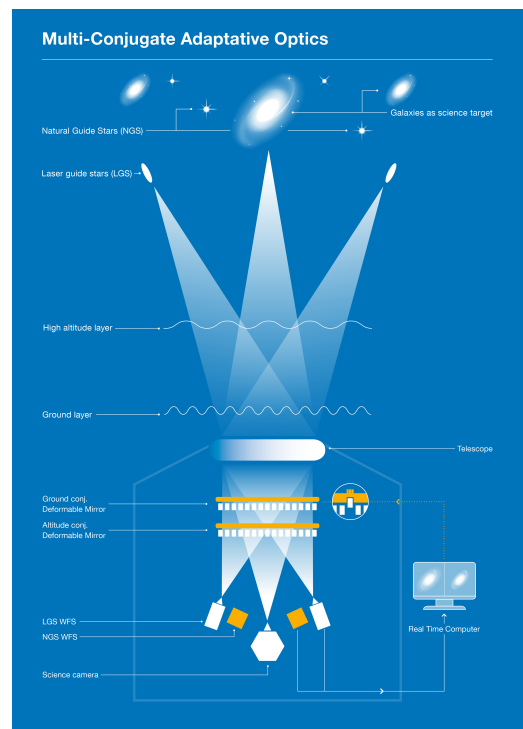 Multi-Conjugate Adaptative Optics
Galaxies as science target
Natural Guide Stars (NGS)
Laser guide stars (LGS)
High altitude layer
Ground layer
Telescope
Ground conj.
Deformable Mirror
Altitude conj.
Deformable Mirror
LGS WFS
Real Time Computer
NGS WFS
Science camera